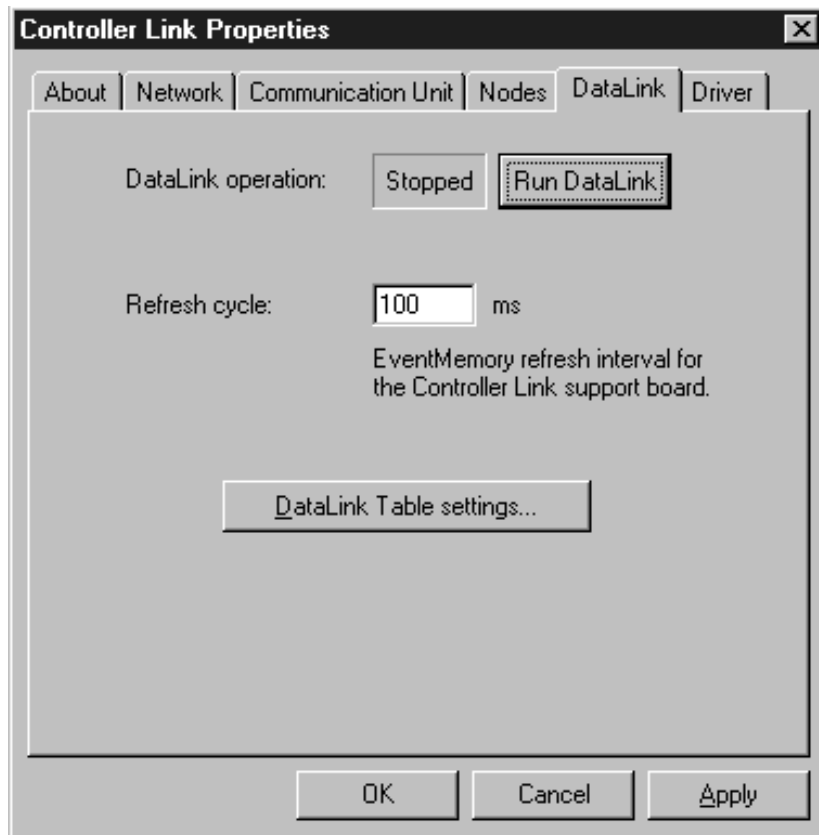 Controller Link Properties
About Network Communication Unit Nodes DataLink Driver
DataLink operation: Stopped Run DataLink
Refresh cycle: 100 ms
EventMemory refresh interval for
the Controller Link support board.
DataLink Table settings...
OK Cancel Apply